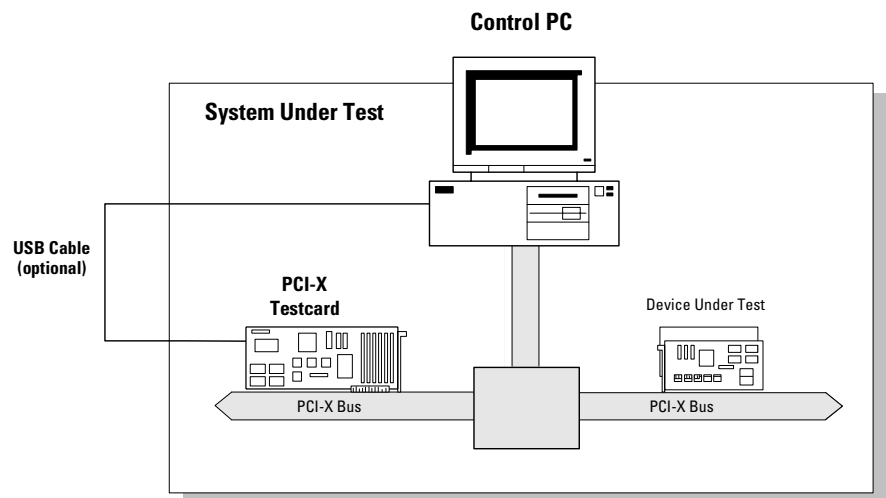 Control PC
System Under Test
USB Cable
(optional)
PCI-X
Testcard
Device Under Test
PCI-X Bus
PCI-X Bus